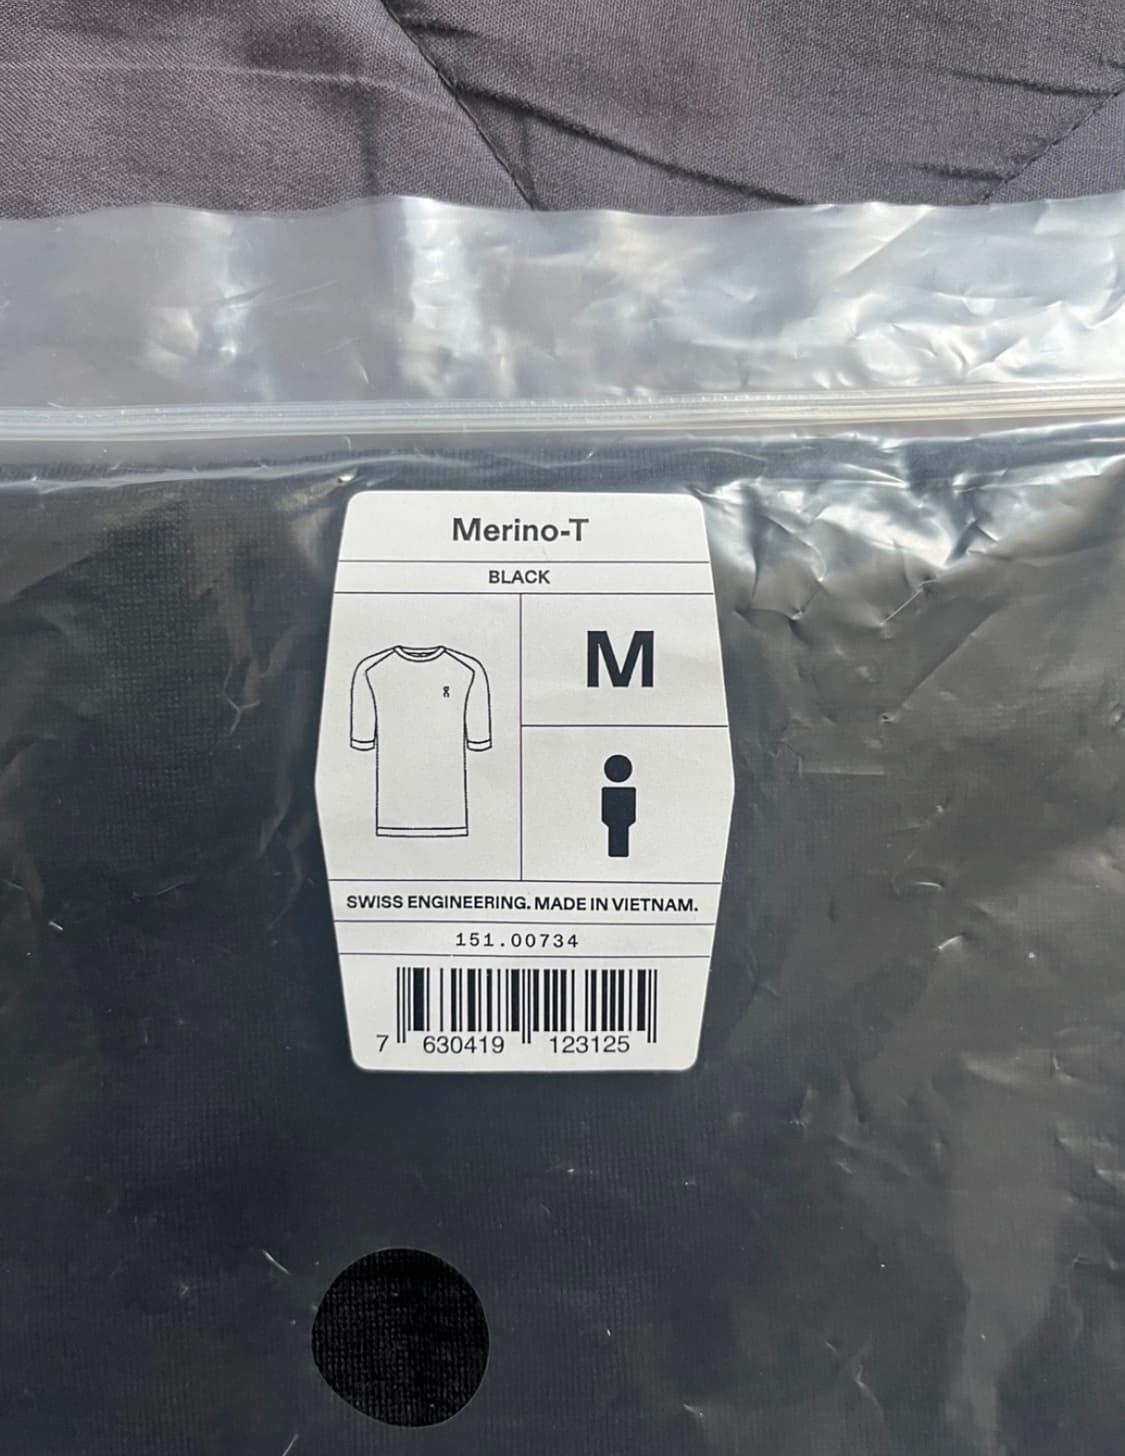 Merino-T
BLACK
M
SWISS ENGINEERING. MADE IN VIETNAM.
151.00734
7 630419 123125